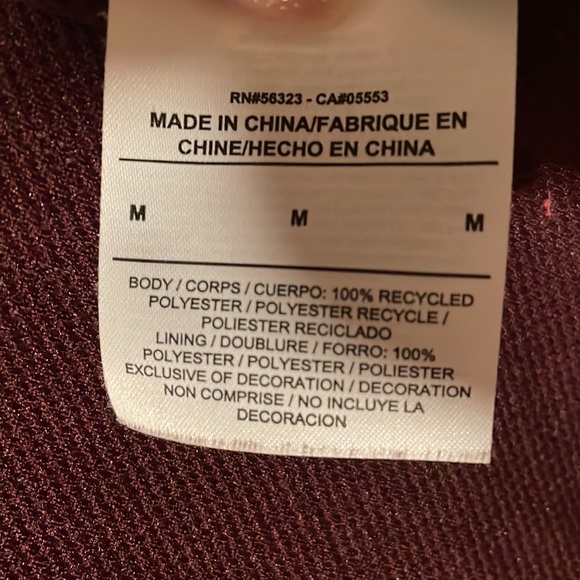 RN#56323 - CA#05553
MADE IN CHINA/FABRIQUE EN
CHINE/HECHO EN CHINA
M M M
BODY / CORPS / CUERPO: 100% RECYCLED
POLYESTER / POLYESTER RECYCLE /
POLIESTER RECICLADO
LINING / DOUBLURE / FORRO: 100%
POLYESTER / POLYESTER / POLIESTER
EXCLUSIVE OF DECORATION / DECORATION
NON COMPRISE / NO INCLUYE LA
DECORACION